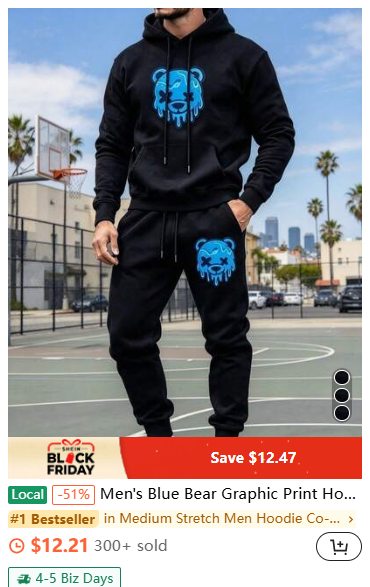 SHEIN
BLACK
FRIDAY
Save $12.47
Local -51% Men's Blue Bear Graphic Print Ho...
#1 Bestseller in Medium Stretch Men Hoodie Co-... >
$12.21 300+ sold
4-5 Biz Days